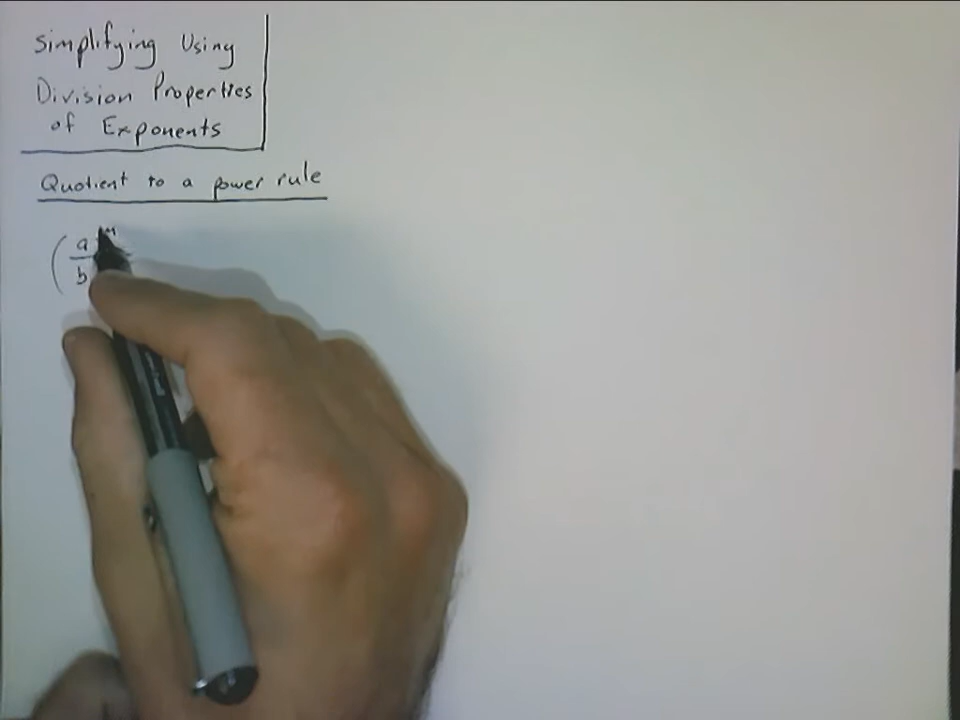 Simplifying Using
Division Properties
of Exponents
Quotient to a power rule
(a/b